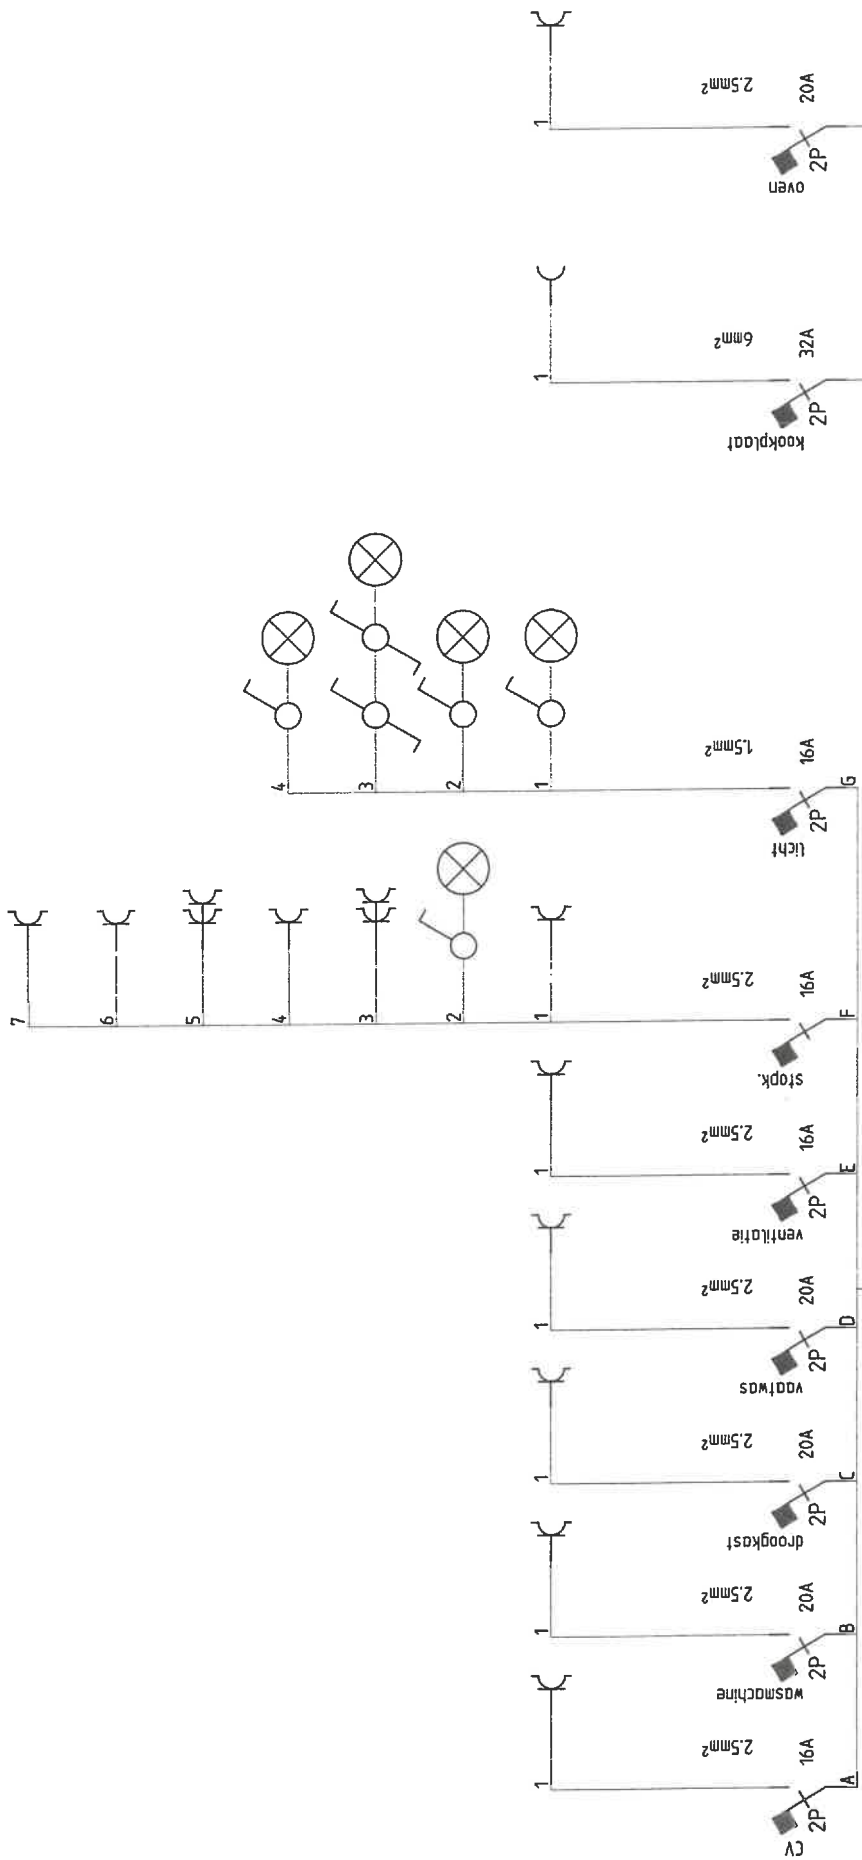 1
2.5mm²
20A
2P
oven
1
6mm²
32A
2P
kookplaat
4
3
2
1
1.5mm²
16A
2P
licht
G
7
6
5
4
3
2
1
2.5mm²
16A
2P
stopk.
F
1
2.5mm²
16A
2P
ventilatie
E
1
2.5mm²
20A
2P
vaatwas
D
1
2.5mm²
20A
2P
droogkast
C
1
2.5mm²
20A
2P
wasmachine
B
1
2.5mm²
16A
2P
CV
A